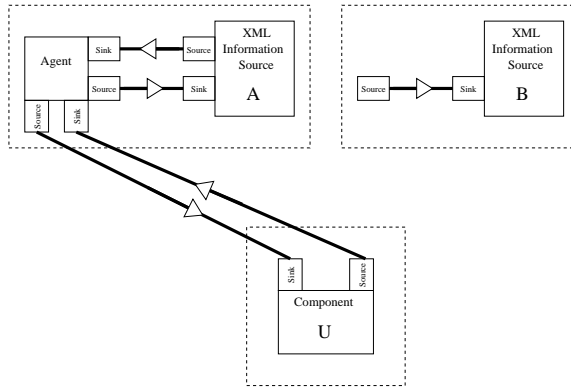 XML
Information
Source
A
Agent
Sink
Source
Source
Sink
Source
Sink
XML
Information
Source
B
Source
Sink
Sink
Source
Component
U